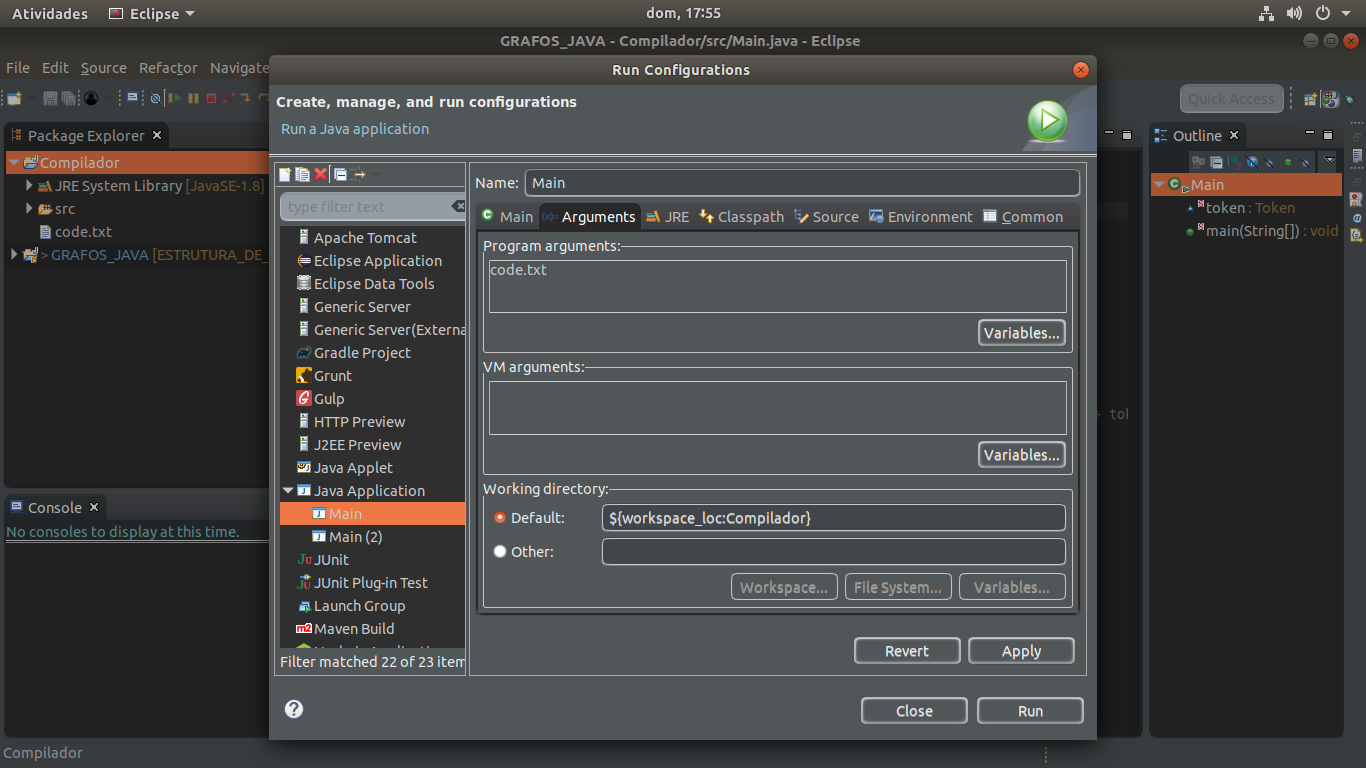 Atividades Eclipse dom, 17:55
GRAFOS_JAVA - Compilador/src/Main.java - Eclipse
File Edit Source Refactor Navigate
Quick Access
Package Explorer
Compilador
JRE System Library [JavaSE-1.8]
src
code.txt
> GRAFOS_JAVA [ESTRUTURA_DE_
Console
No consoles to display at this time.
Compilador
Run Configurations
Create, manage, and run configurations
Run a Java application
type filter text
Apache Tomcat
Eclipse Application
Eclipse Data Tools
Generic Server
Generic Server(Externa
Gradle Project
Grunt
Gulp
HTTP Preview
J2EE Preview
Java Applet
Java Application
Main
Main (2)
JUnit
JUnit Plug-in Test
Launch Group
Maven Build
Filter matched 22 of 23 item
Name: Main
Main Arguments JRE Classpath Source Environment Common
Program arguments:
code.txt
Variables...
VM arguments:
Variables...
Working directory:
Default: ${workspace_loc:Compilador}
Other:
Workspace... File System... Variables...
Revert Apply
Close Run
Outline
Main
token : Token
main(String[]) : void